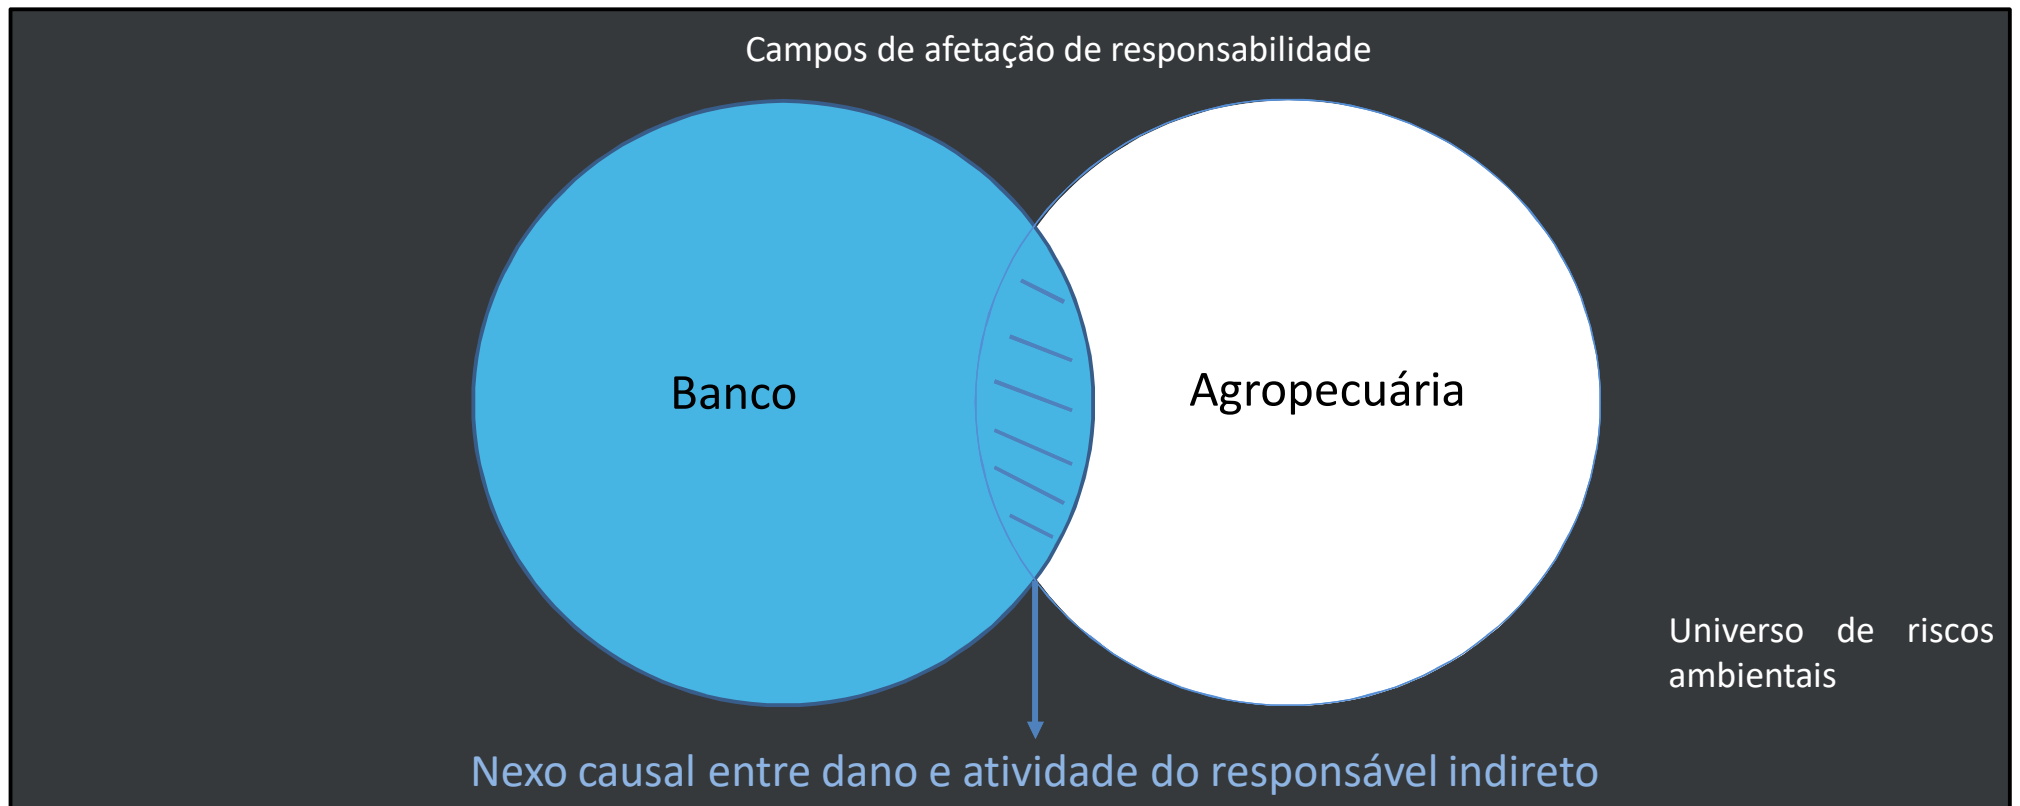 Campos de afetação de responsabilidade
Banco
Agropecuária
Universo de riscos
ambientais
Nexo causal entre dano e atividade do responsável indireto